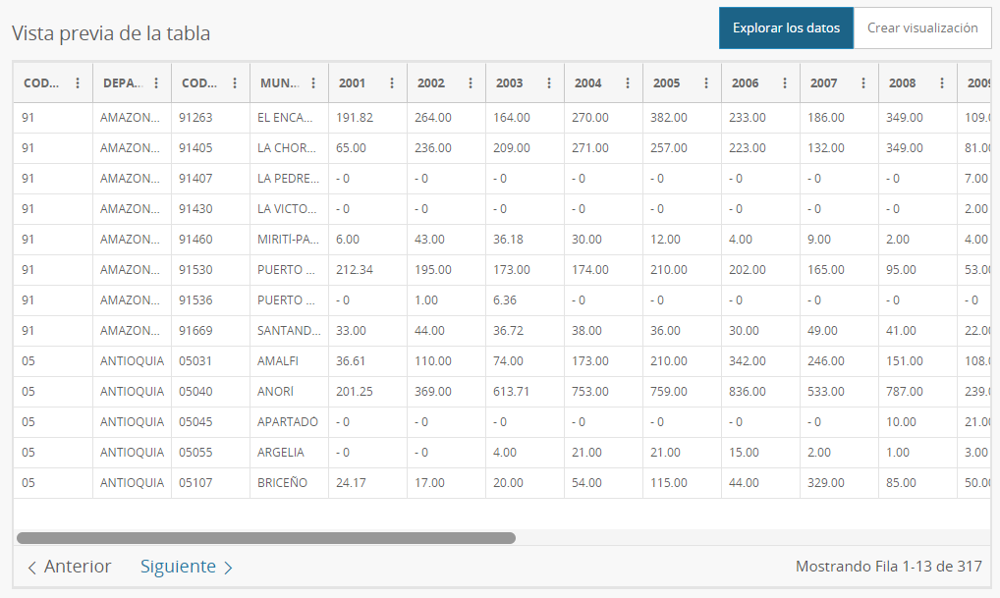 Vista previa de la tabla
Explorar los datos Crear visualización
COD... DEPA... COD... MUN... 2001 2002 2003 2004 2005 2006 2007 2008 2009
91 AMAZON... 91263 EL ENCA... 191.82 264.00 164.00 270.00 382.00 233.00 186.00 349.00 109.0
91 AMAZON... 91405 LA CHOR... 65.00 236.00 209.00 271.00 257.00 223.00 132.00 349.00 81.00
91 AMAZON... 91407 LA PEDRE... - 0 - 0 - 0 - 0 - 0 - 0 - 0 - 0 7.00
91 AMAZON... 91430 LA VICTO... - 0 - 0 - 0 - 0 - 0 - 0 - 0 - 0 2.00
91 AMAZON... 91460 MIRITI-PA... 6.00 43.00 36.18 30.00 12.00 4.00 9.00 2.00 4.00
91 AMAZON... 91530 PUERTO ... 212.34 195.00 173.00 174.00 210.00 202.00 165.00 95.00 53.00
91 AMAZON... 91536 PUERTO ... - 0 1.00 6.36 - 0 - 0 - 0 - 0 - 0 - 0
91 AMAZON... 91669 SANTAND... 33.00 44.00 36.72 38.00 36.00 30.00 49.00 41.00 22.00
05 ANTIOQUIA 05031 AMALFI 36.61 110.00 74.00 173.00 210.00 342.00 246.00 151.00 108.0
05 ANTIOQUIA 05040 ANORÍ 201.25 369.00 613.71 753.00 759.00 836.00 533.00 787.00 239.0
05 ANTIOQUIA 05045 APARTADÓ - 0 - 0 - 0 - 0 - 0 - 0 - 0 10.00 21.00
05 ANTIOQUIA 05055 ARGELIA - 0 - 0 4.00 21.00 21.00 15.00 2.00 1.00 3.00
05 ANTIOQUIA 05107 BRICEÑO 24.17 17.00 20.00 54.00 115.00 44.00 329.00 85.00 50.00
< Anterior Siguiente > Mostrando Fila 1-13 de 317